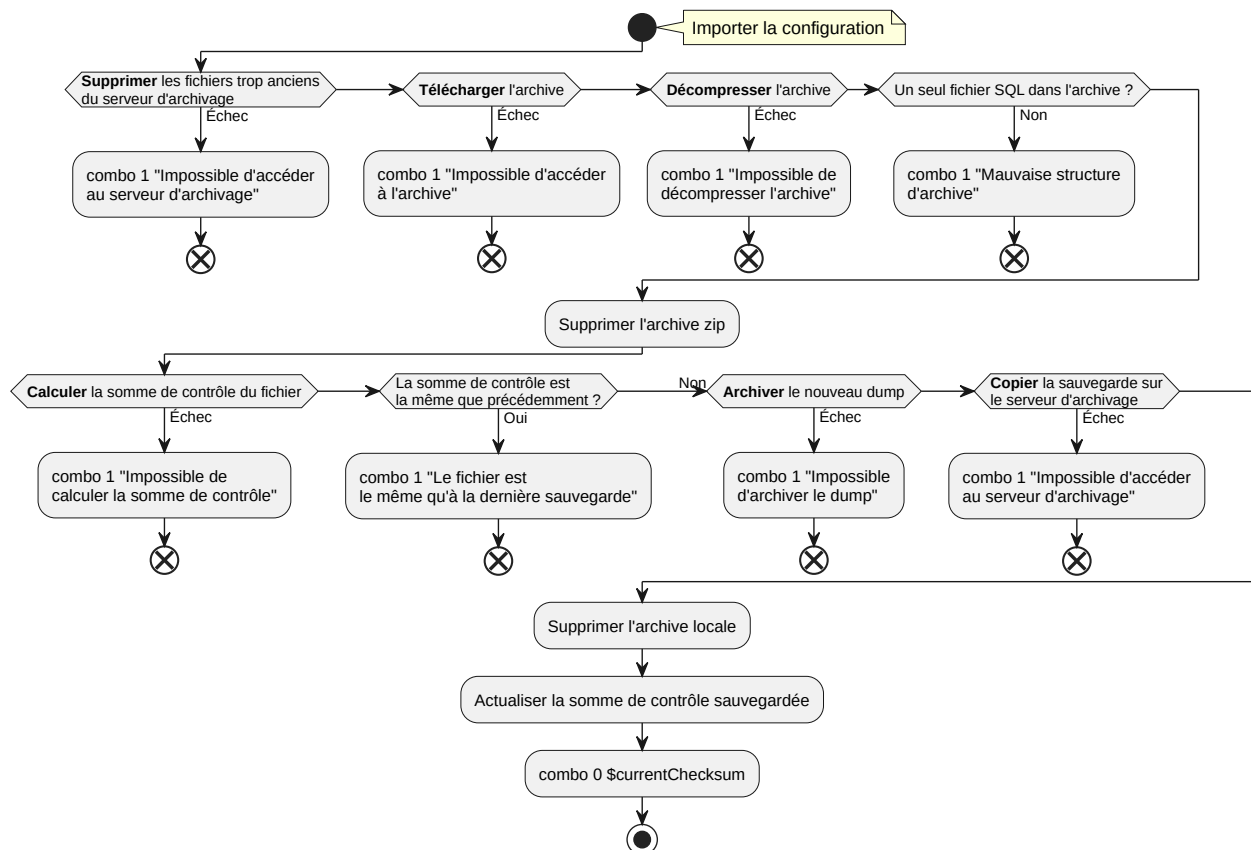 Importer la configuration
Supprimer les fichiers trop anciens
du serveur d'archivage
Télécharger l'archive
Décompresser l'archive
Un seul fichier SQL dans l'archive ?
Échec
Échec
Échec
Non
combo 1 "Impossible d'accéder
au serveur d'archivage"
combo 1 "Impossible d'accéder
à l'archive"
combo 1 "Impossible de
décompresser l'archive"
combo 1 "Mauvaise structure
d'archive"
Supprimer l'archive zip
Calculer la somme de contrôle du fichier
La somme de contrôle est
la même que précédemment ?
Non
Archiver le nouveau dump
Copier la sauvegarde sur
le serveur d'archivage
Échec
Oui
Échec
Échec
combo 1 "Impossible de
calculer la somme de contrôle"
combo 1 "Le fichier est
le même qu'à la dernière sauvegarde"
combo 1 "Impossible
d'archiver le dump"
combo 1 "Impossible d'accéder
au serveur d'archivage"
Supprimer l'archive locale
Actualiser la somme de contrôle sauvegardée
combo 0 $currentChecksum